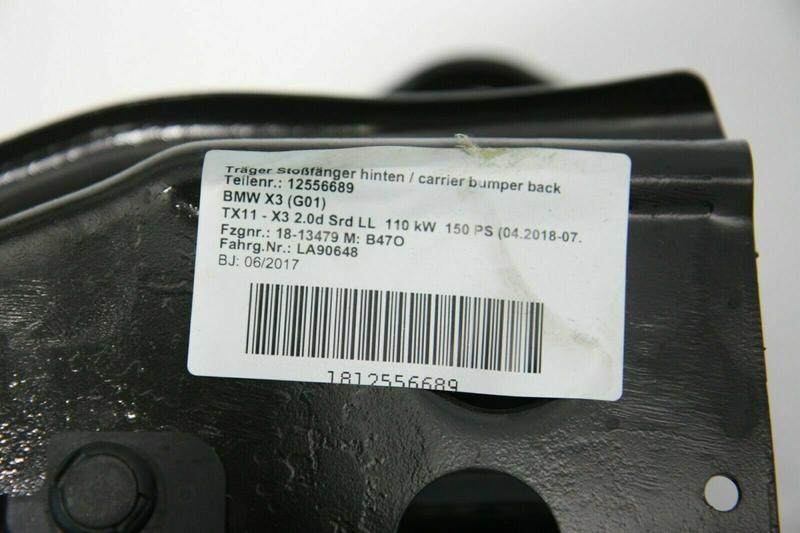 Träger Stoßfänger hinten / carrier bumper back
Teilenr.: 12556689
BMW X3 (G01)
TX11 - X3 2.0d Srd LL 110 kW 150 PS (04.2018-07.
Fzgnr.: 18-13479 M: B47O
Fahrg.Nr.: LA90648
BJ: 06/2017
1812556689